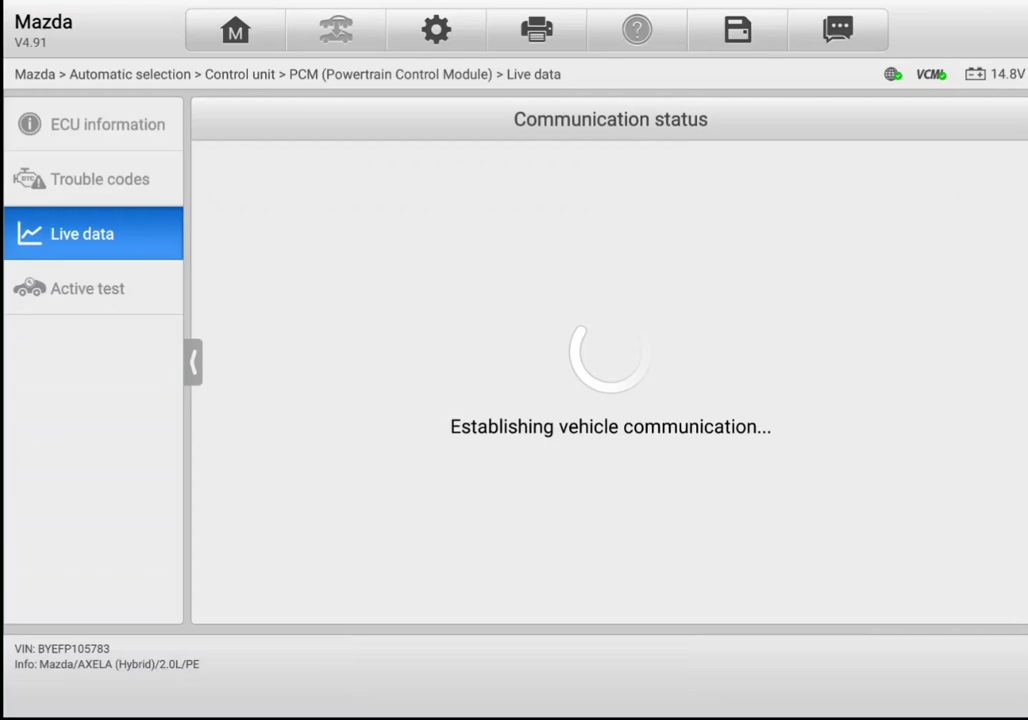 Mazda
V4.91
Mazda > Automatic selection > Control unit > PCM (Powertrain Control Module) > Live data
VCMI
14.8V
ECU information
Trouble codes
Live data
Active test
Communication status
Establishing vehicle communication...
VIN: BYEFP105783
Info: Mazda/AXELA (Hybrid)/2.0L/PE
M
?
DTC